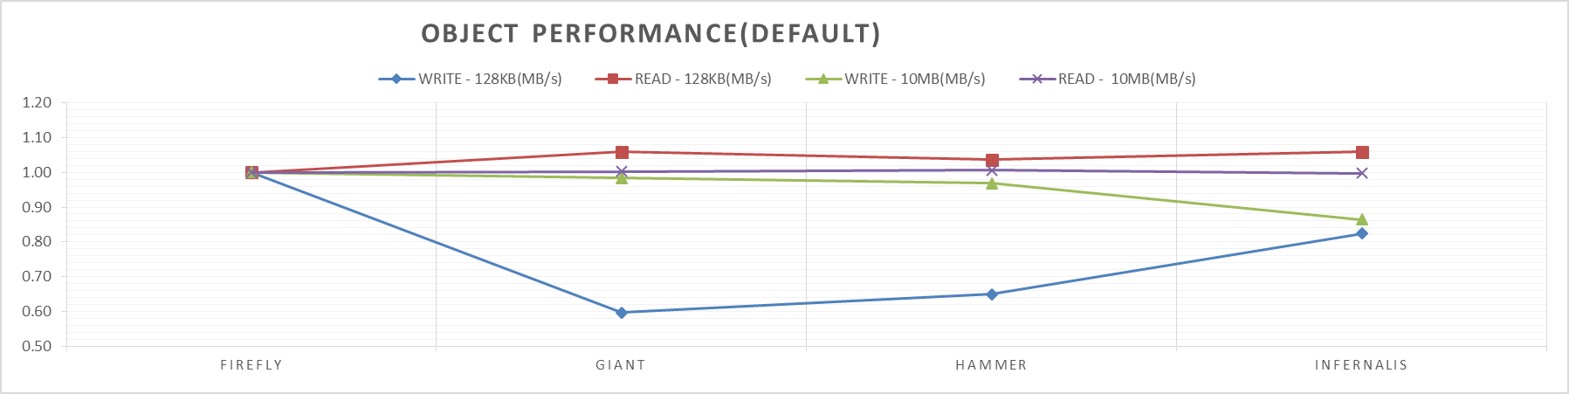 OBJECT PERFORMANCE(DEFAULT)
WRITE - 128KB(MB/s) READ - 128KB(MB/s) WRITE - 10MB(MB/s) READ - 10MB(MB/s)
1.20
1.10
1.00
0.90
0.80
0.70
0.60
0.50
FIREFLY GIANT HAMMER INFERNALIS